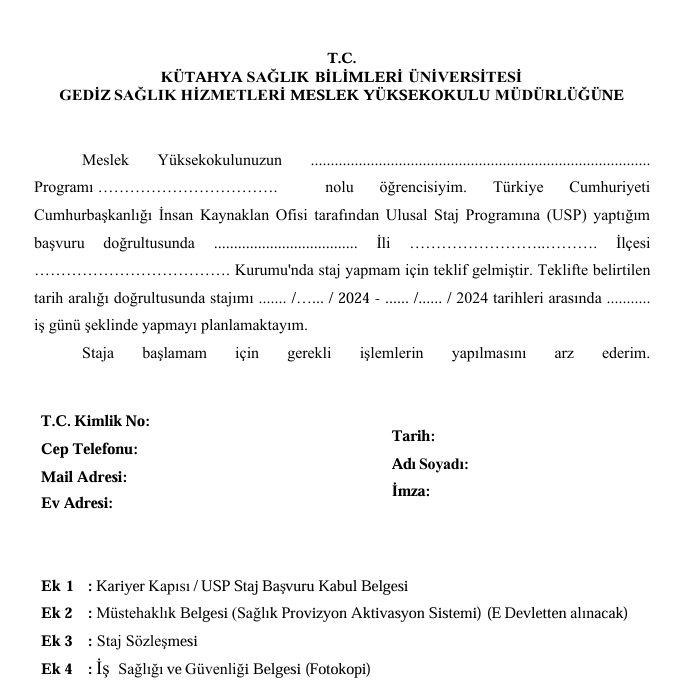 T.C.
KÜTAHYA SAĞLIK BİLİMLERİ ÜNİVERSİTESİ
GEDİZ SAĞLIK HİZMETLERİ MESLEK YÜKSEKOKULU MÜDÜRLÜĞÜNE
Meslek Yüksekokulunuzun .....................................................................................
Programı ……………………………. nolu öğrencisiyim. Türkiye Cumhuriyeti
Cumhurbaşkanlığı İnsan Kaynaklan Ofisi tarafından Ulusal Staj Programına (USP) yaptığım
başvuru doğrultusunda .................................... İli ……………………..………. İlçesi
………………………………. Kurumu'nda staj yapmam için teklif gelmiştir. Teklifte belirtilen
tarih aralığı doğrultusunda stajımı ....... /…... / 2024 - ...... /...... / 2024 tarihleri arasında ...........
iş günü şeklinde yapmayı planlamaktayım.
Staja başlamam için gerekli işlemlerin yapılmasını arz ederim.
T.C. Kimlik No:
Cep Telefonu:
Mail Adresi:
Ev Adresi:
Tarih:
Adı Soyadı:
İmza:
Ek 1 : Kariyer Kapısı / USP Staj Başvuru Kabul Belgesi
Ek 2 : Müstehaklık Belgesi (Sağlık Provizyon Aktivasyon Sistemi) (E Devletten alınacak)
Ek 3 : Staj Sözleşmesi
Ek 4 : İş Sağlığı ve Güvenliği Belgesi (Fotokopi)